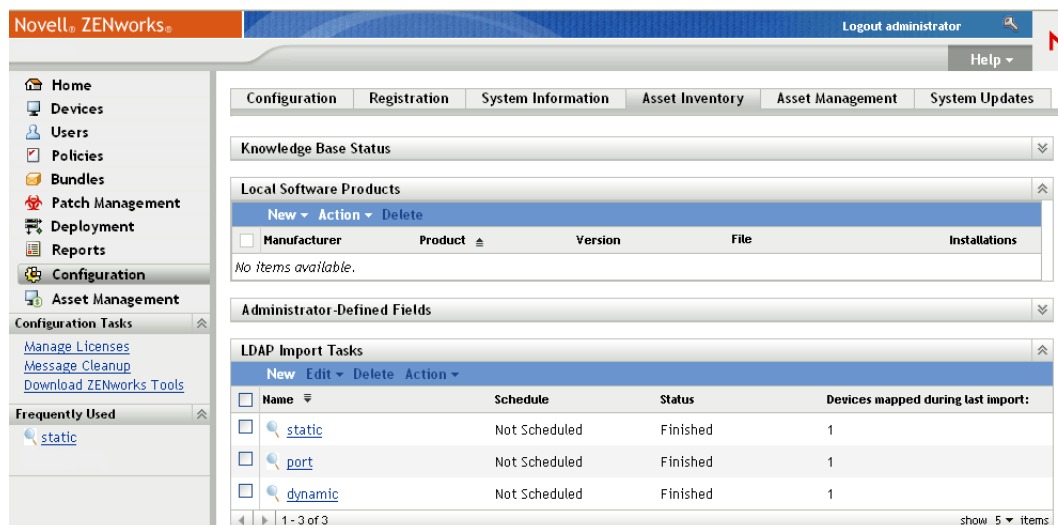 Novell® ZENworks®
Logout administrator
Help
Home
Devices
Users
Policies
Bundles
Patch Management
Deployment
Reports
Configuration
Asset Management
Configuration Tasks
Manage Licenses
Message Cleanup
Download ZENworks Tools
Frequently Used
static
Configuration Registration System Information Asset Inventory Asset Management System Updates
Knowledge Base Status
Local Software Products
New Action Delete
Manufacturer Product Version File Installations
No items available.
Administrator-Defined Fields
LDAP Import Tasks
New Edit Delete Action
Name Schedule Status Devices mapped during last import:
static Not Scheduled Finished 1
port Not Scheduled Finished 1
dynamic Not Scheduled Finished 1
1 - 3 of 3 show 5 items